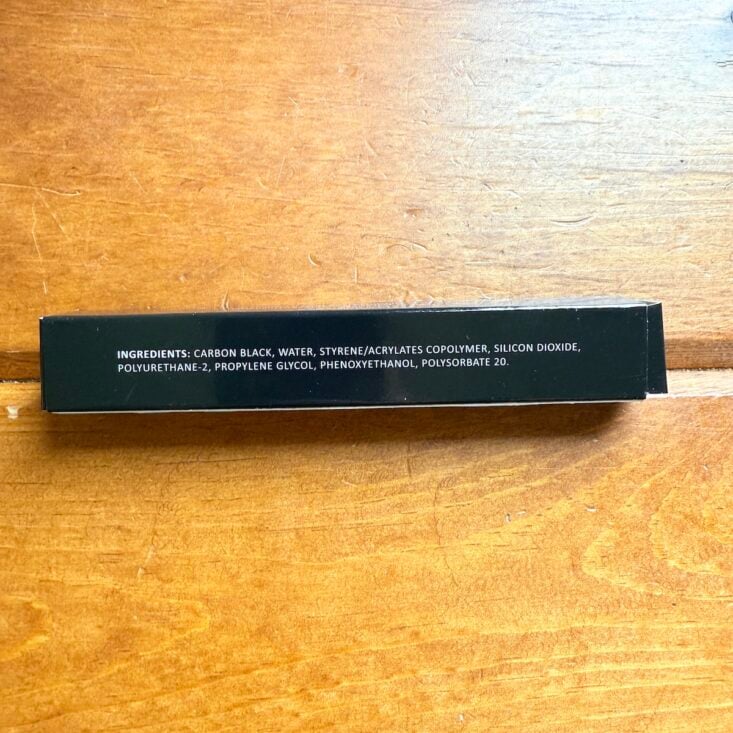 INGREDIENTS: CARBON BLACK, WATER, STYRENE/ACRYLATES COPOLYMER, SILICON DIOXIDE,
POLYURETHANE-2, PROPYLENE GLYCOL, PHENOXYETHANOL, POLYSORBATE 20.